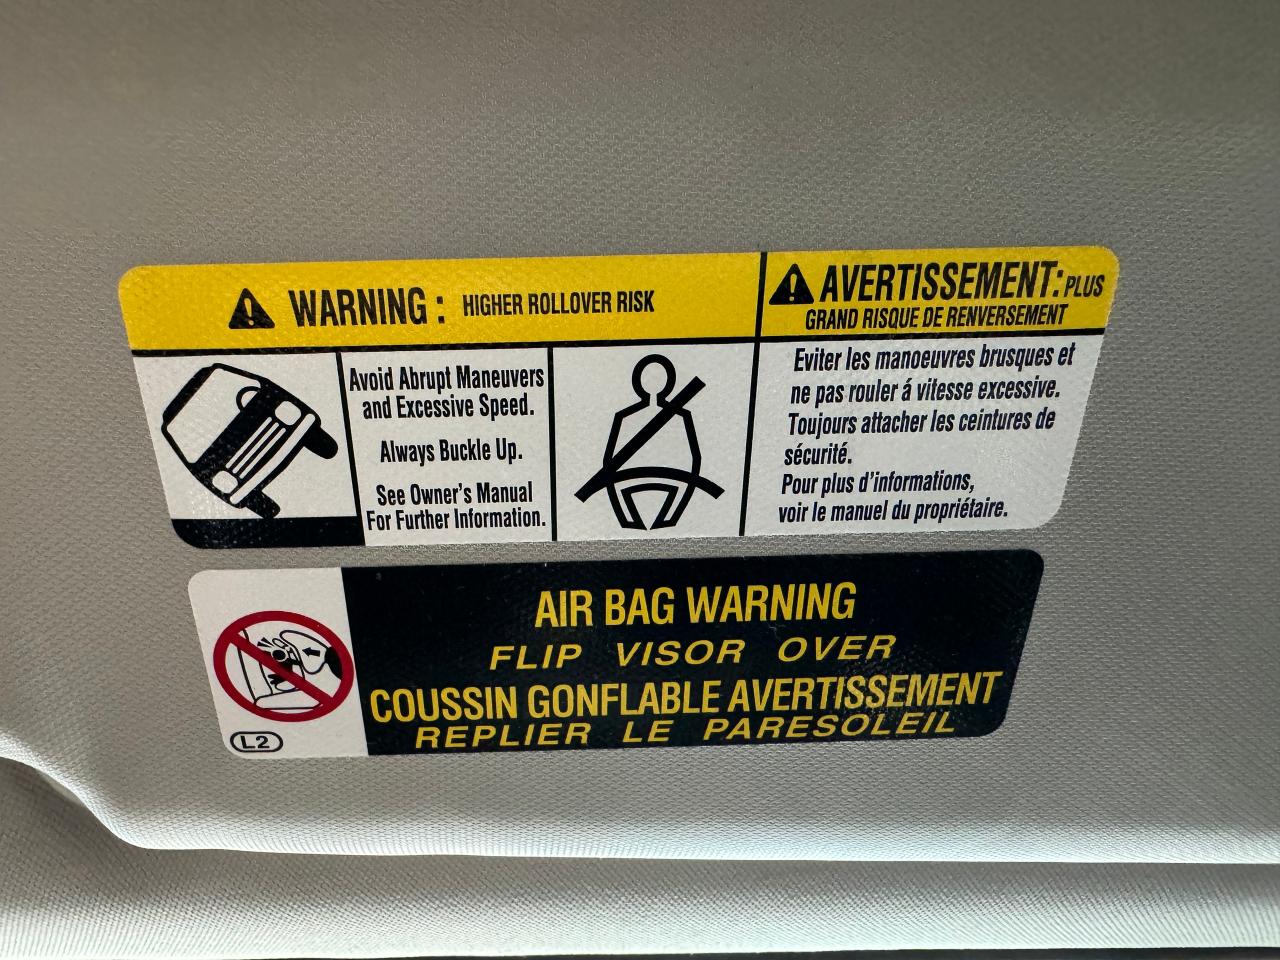 WARNING : HIGHER ROLLOVER RISK
Avoid Abrupt Maneuvers
and Excessive Speed.
Always Buckle Up.
See Owner's Manual
For Further Information.
AVERTISSEMENT: PLUS
GRAND RISQUE DE RENVERSEMENT
Eviter les manoeuvres brusques et
ne pas rouler á vitesse excessive.
Toujours attacher les ceintures de
sécurité.
Pour plus d'informations,
voir le manuel du propriétaire.
AIR BAG WARNING
FLIP VISOR OVER
COUSSIN GONFLABLE AVERTISSEMENT
REPLIER LE PARESOLEIL
L2